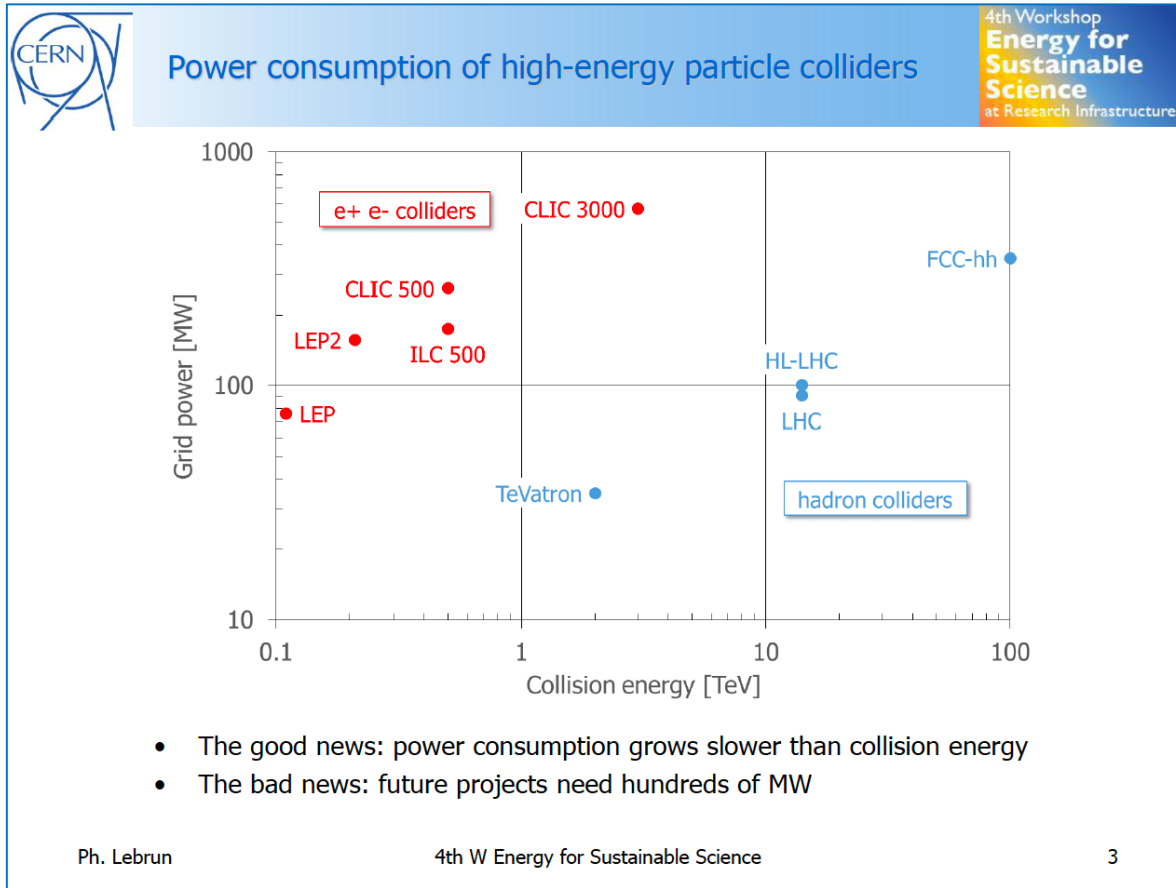 CERN
Power consumption of high-energy particle colliders
4th Workshop
Energy for
Sustainable
Science
at Research Infrastructure
1000
100
10
Grid power [MW]
e+ e- colliders
CLIC 3000
FCC-hh
CLIC 500
LEP2
ILC 500
HL-LHC
LEP
LHC
TeVatron
hadron colliders
0.1
1
10
100
Collision energy [TeV]
• The good news: power consumption grows slower than collision energy
• The bad news: future projects need hundreds of MW
Ph. Lebrun
4th W Energy for Sustainable Science
3